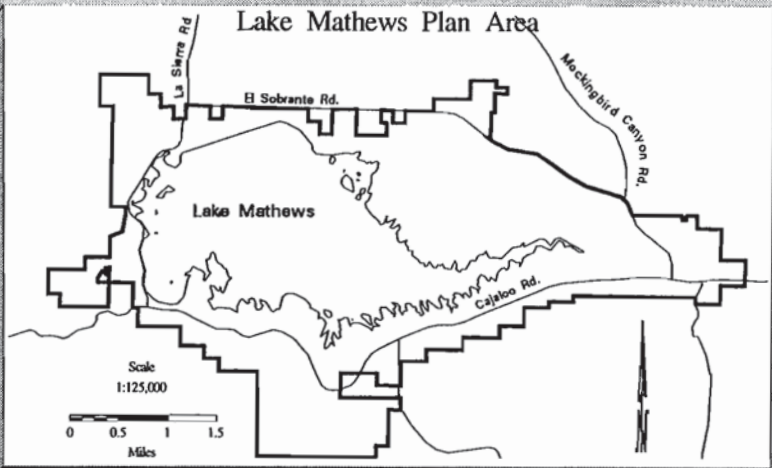 Lake Mathews Plan Area
La Sierra Rd
El Sobrante Rd.
Mockingbird Canyon Rd.
Lake Mathews
Cajaloo Rd.
Scale
1:125,000
0 0.5 1 1.5
Miles